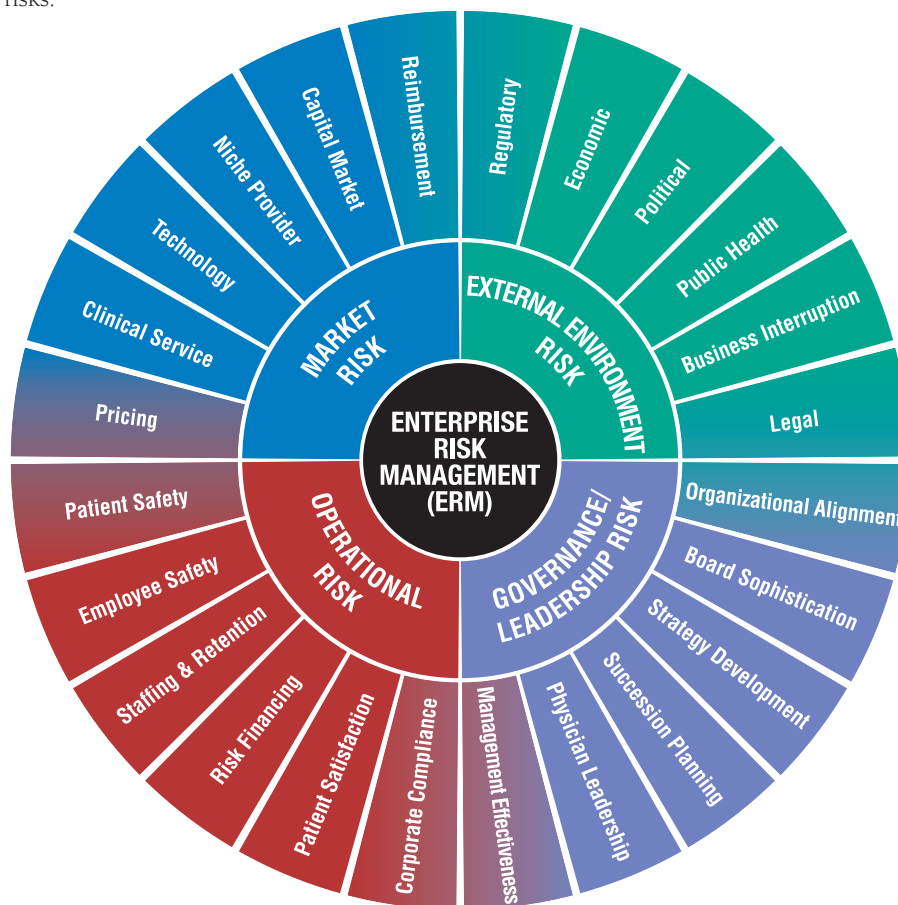 risks.
Reimbursement
Regulatory
Capital Market
Economic
Niche Provider
Political
Technology
Public Health
Clinical Service
Business Interruption
Pricing
Legal
MARKET
RISK
EXTERNAL ENVIRONMENT
RISK
ENTERPRISE
RISK
MANAGEMENT
(ERM)
OPERATIONAL
RISK
GOVERNANCE/
LEADERSHIP RISK
Patient Safety
Organizational Alignment
Employee Safety
Board Sophistication
Staffing & Retention
Strategy Development
Risk Financing
Succession Planning
Patient Satisfaction
Physician Leadership
Corporate Compliance
Management Effectiveness